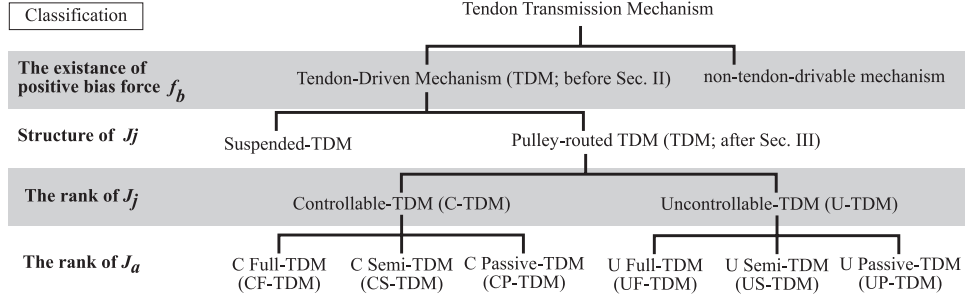 Classification
Tendon Transmission Mechanism
The existance of
positive bias force f_b
Tendon-Driven Mechanism (TDM; before Sec. II)
non-tendon-drivable mechanism
Structure of J_j
Suspended-TDM
Pulley-routed TDM (TDM; after Sec. III)
The rank of J_j
Controllable-TDM (C-TDM)
Uncontrollable-TDM (U-TDM)
The rank of J_a
C Full-TDM
(CF-TDM)
C Semi-TDM
(CS-TDM)
C Passive-TDM
(CP-TDM)
U Full-TDM
(UF-TDM)
U Semi-TDM
(US-TDM)
U Passive-TDM
(UP-TDM)